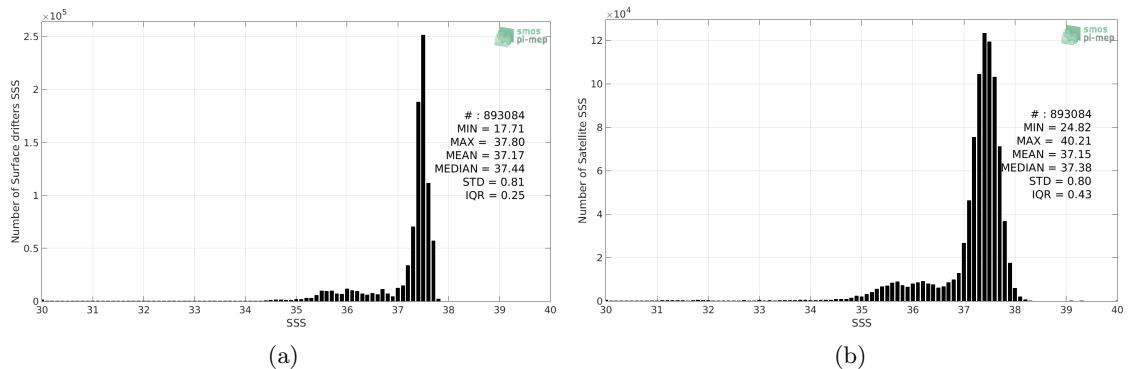 ×10⁵
smos
pi-mep
2.5
2
1.5
1
0.5
0
Number of Surface drifters SSS
# : 893084
MIN = 17.71
MAX = 37.80
MEAN = 37.17
MEDIAN = 37.44
STD = 0.81
IQR = 0.25
30 31 32 33 34 35 36 37 38 39 40
SSS
(a)
×10⁴
smos
pi-mep
12
10
8
6
4
2
0
Number of Satellite SSS
# : 893084
MIN = 24.82
MAX = 40.21
MEAN = 37.15
MEDIAN = 37.38
STD = 0.80
IQR = 0.43
30 31 32 33 34 35 36 37 38 39 40
SSS
(b)